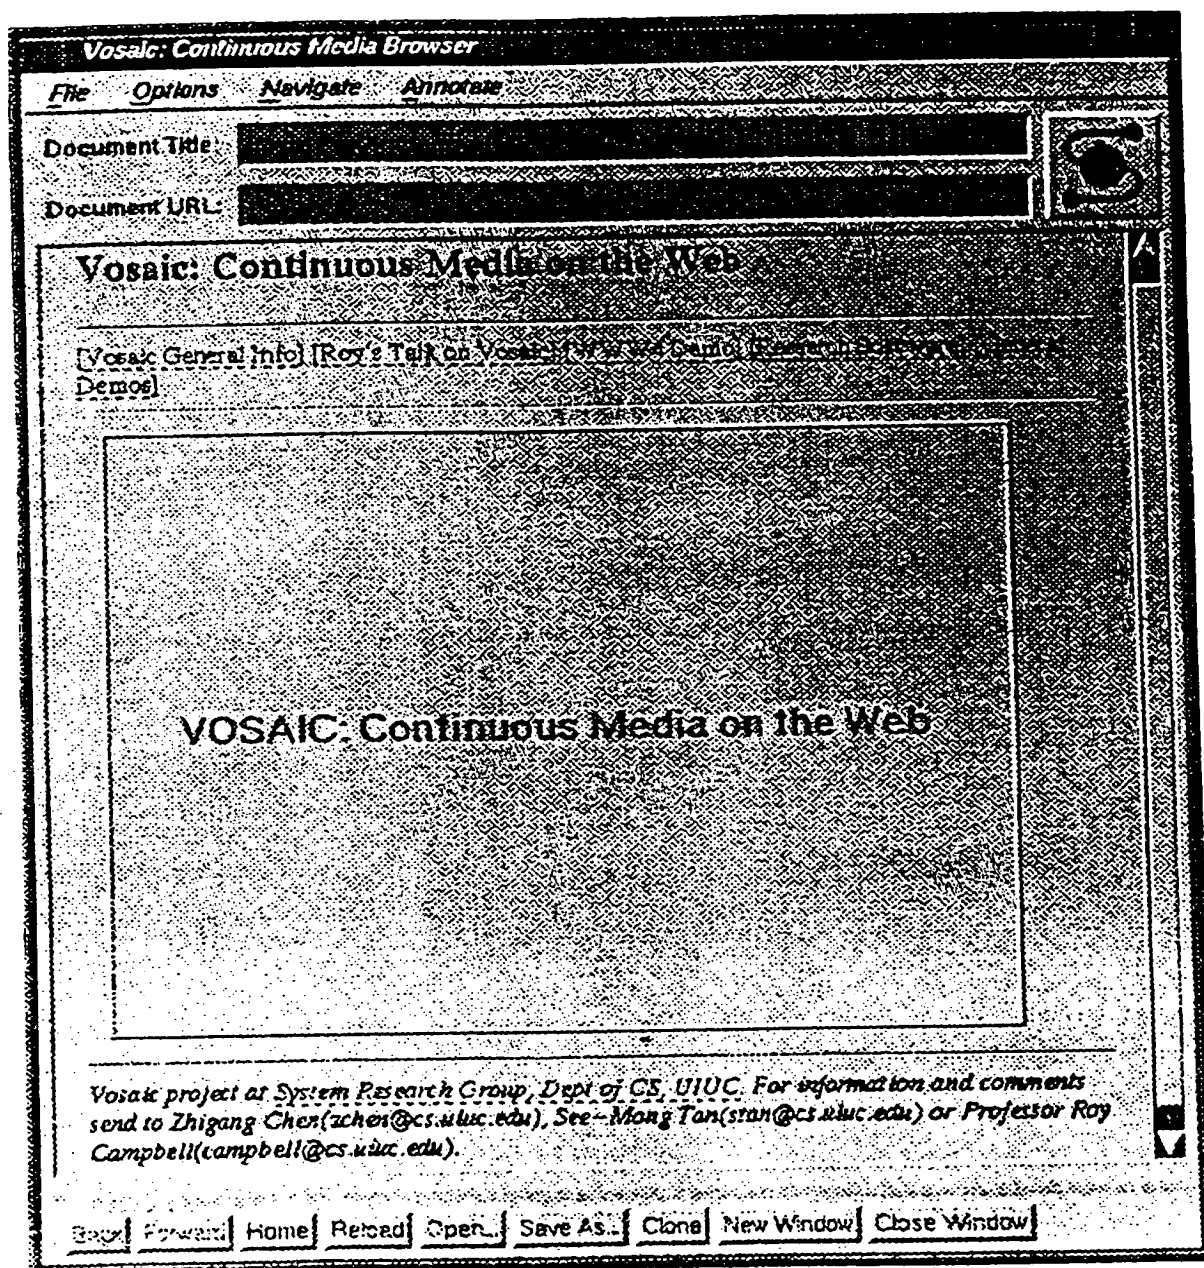 Vosaic: Continuous Media Browser
File Options Navigate Annotate
Document Title:
Document URL:
Vosaic: Continuous Media on the Web
[Vosaic General Info] [Roy's Talk on Vosaic] [WWW4 Demo]
Demos]
VOSAIC: Continuous Media on the Web
Vosaic project at System Research Group, Dept of CS, UIUC. For information and comments
send to Zhigang Chen(zchen@cs.uiuc.edu), See-Mong Tan(stan@cs.uiuc.edu) or Professor Roy
Campbell(campbell@cs.uiuc.edu).
Back Forward Home Reload Open... Save As... Clone New Window Close Window